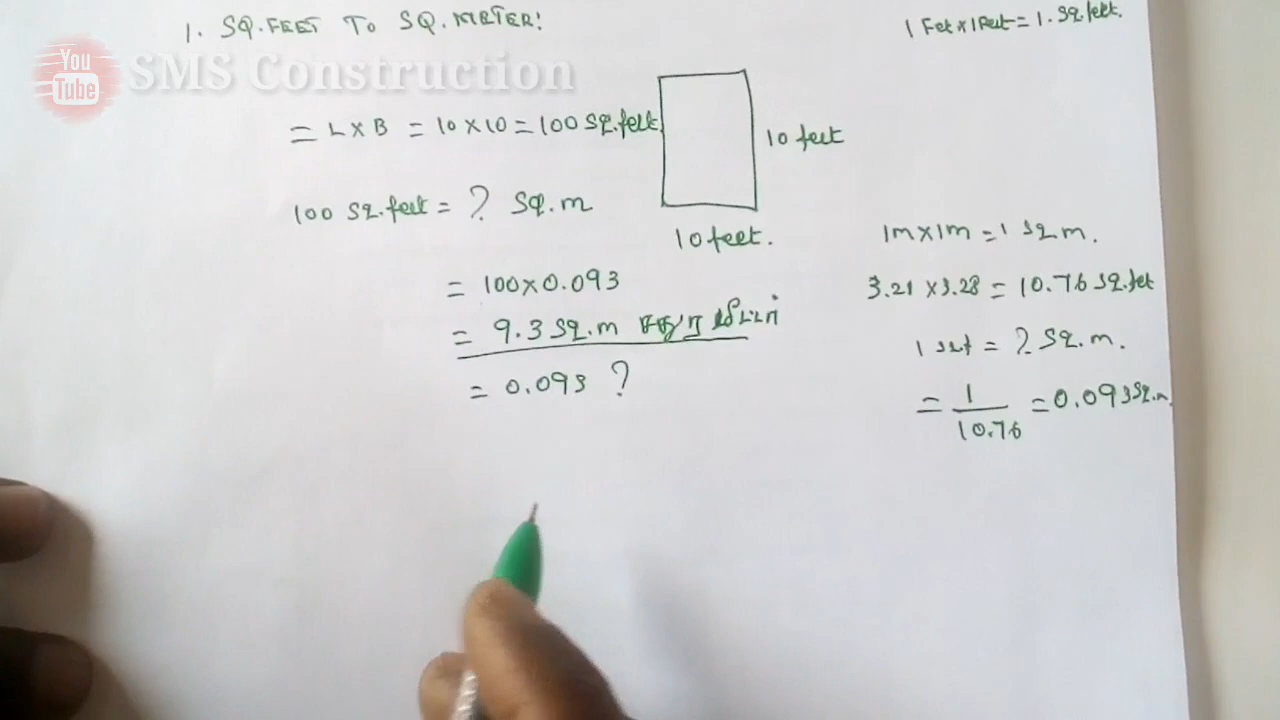 1. SQ.FEET TO SQ.METER!
1 Feet x 1 Feet = 1. Sq.feet.
You
Tube
SMS Construction
= L X B = 10 X 10 = 100 SQ.feet
10 feet
100 SQ.feet = ? SQ.m
10 feet.
1m X 1m = 1 SQ m.
= 100 X 0.093
3.21 X 3.28 = 10.76 SQ.fet
= 9.3 SQ.m சதுர மீட்டர்
1 sqf = ? SQ.m.
= 0.093 ?
= 1/10.76 = 0.093 SQ.m.